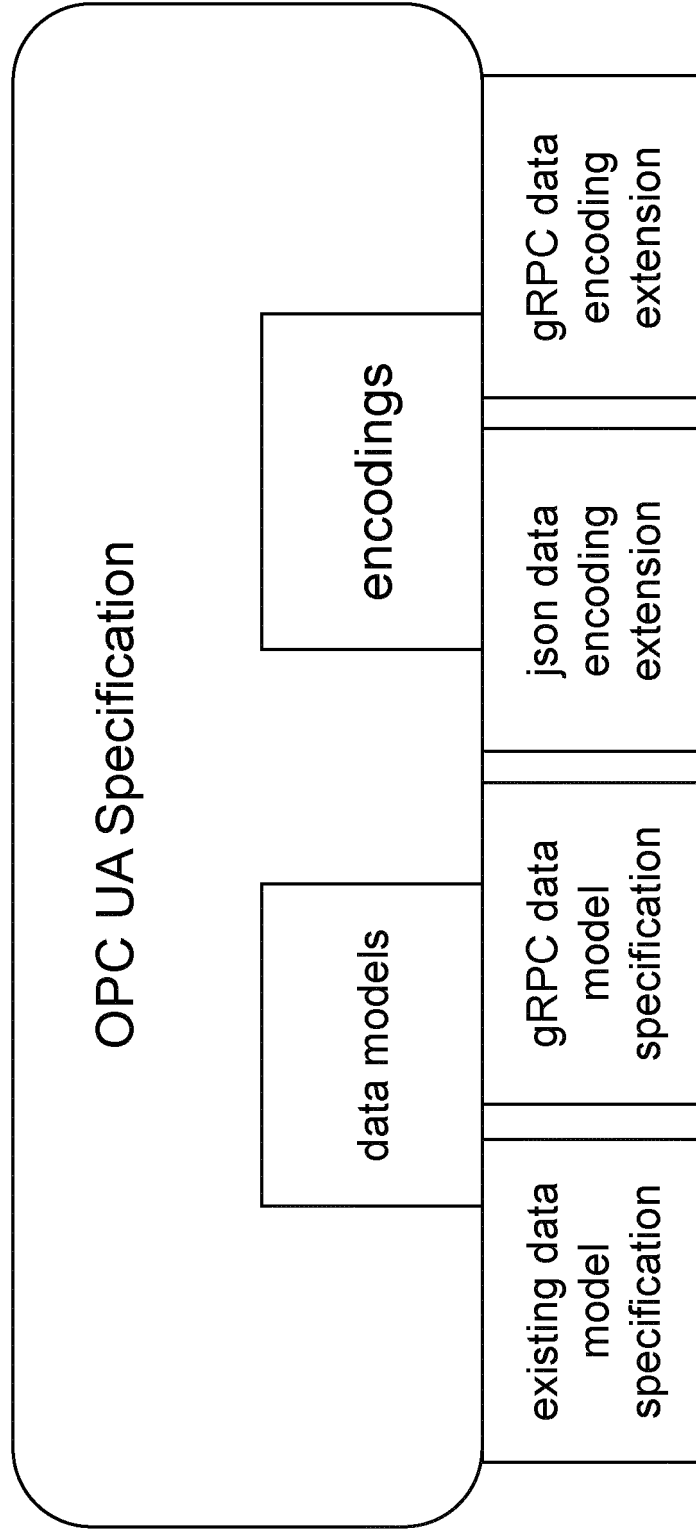 OPC UA Specification
data models
encodings
existing data
model
specification
gRPC data
model
specification
json data
encoding
extension
gRPC data
encoding
extension